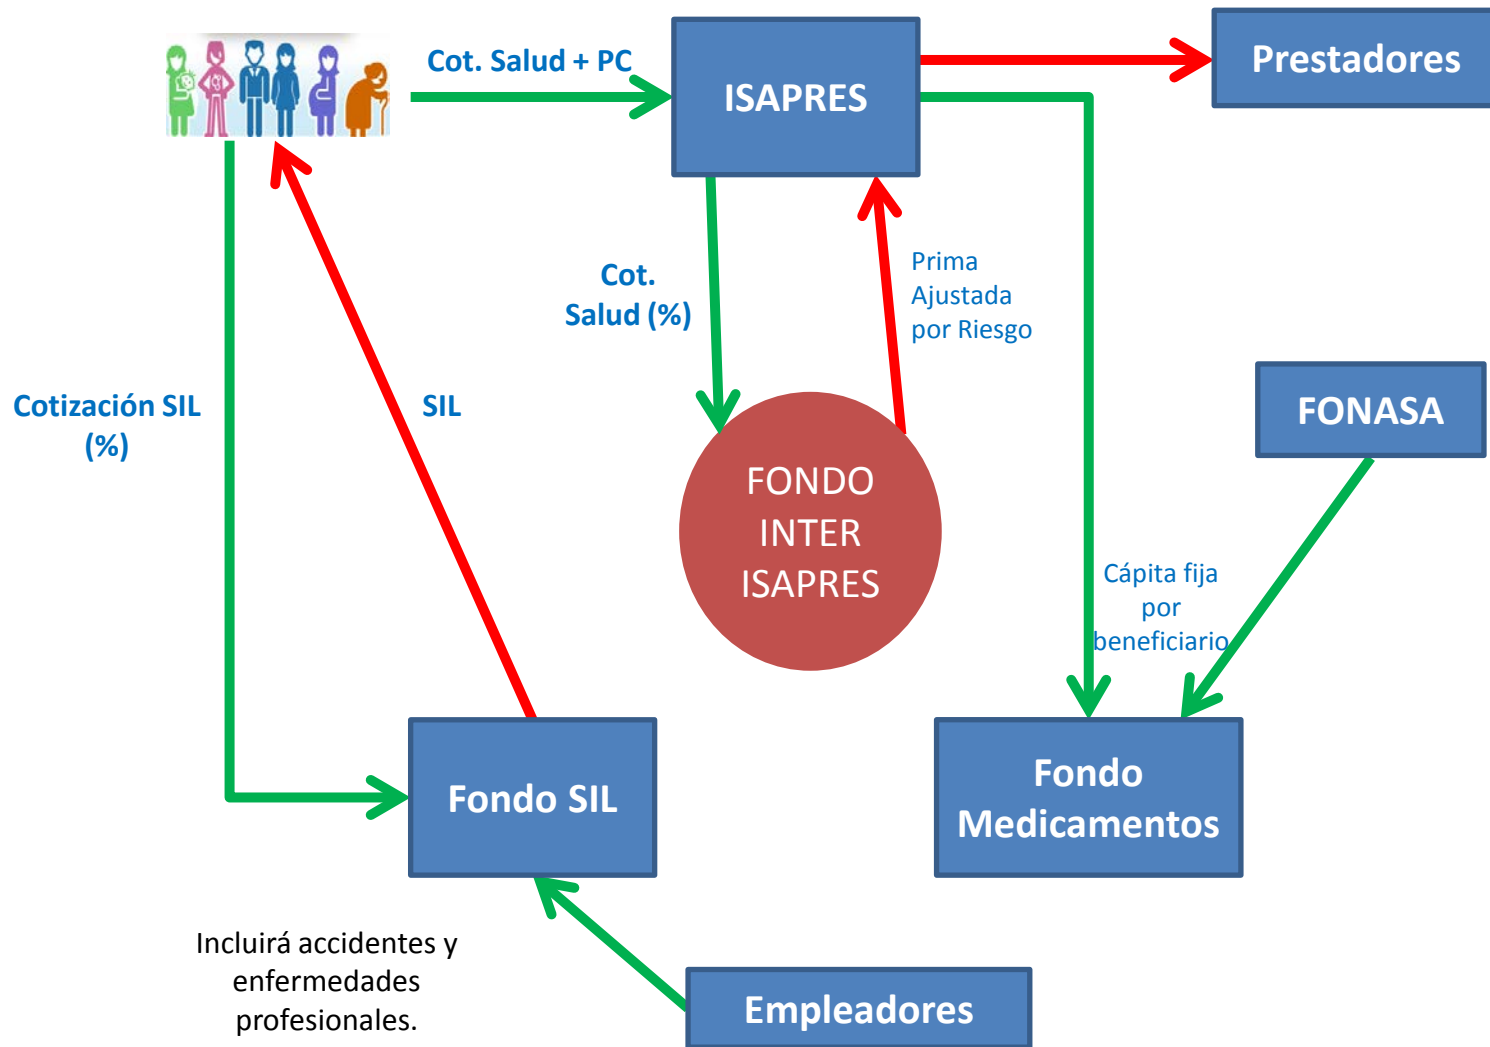 Cot. Salud + PC
ISAPRES
Prestadores
Cot.
Salud (%)
Prima
Ajustada
por Riesgo
Cotización SIL
(%)
SIL
FONASA
FONDO
INTER
ISAPRES
Cápita fija
por
beneficiario
Fondo SIL
Fondo
Medicamentos
Incluirá accidentes y
enfermedades
profesionales.
Empleadores